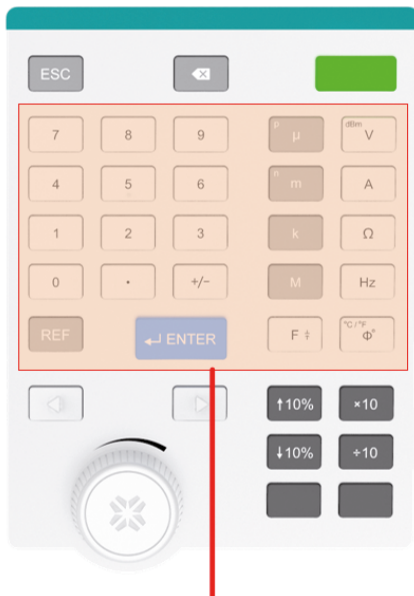 ESC
7 8 9 p µ dBm V
4 5 6 n m A
1 2 3 k Ω
0 · +/− M Hz
REF ↵ ENTER F ‡ °C/°F Φ°
↑10% ×10
↓10% ÷10